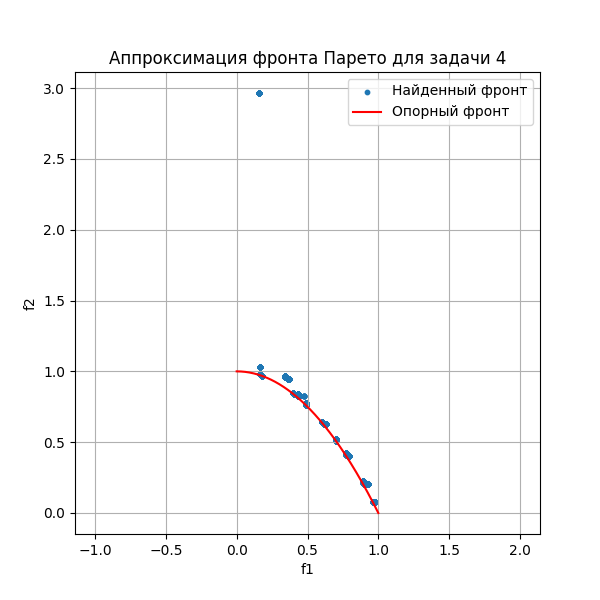 Аппроксимация фронта Парето для задачи 4
Найденный фронт
Опорный фронт
3.0
2.5
2.0
1.5
1.0
0.5
0.0
f2
−1.0 −0.5 0.0 0.5 1.0 1.5 2.0
f1